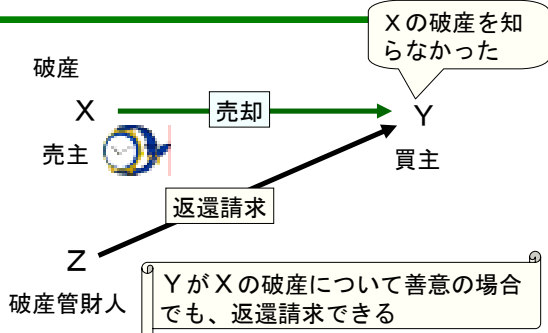 Xの破産を知
らなかった
破産
X
売却
Y
売主
買主
返還請求
Z
破産管財人
YがXの破産について善意の場合
でも、返還請求できる